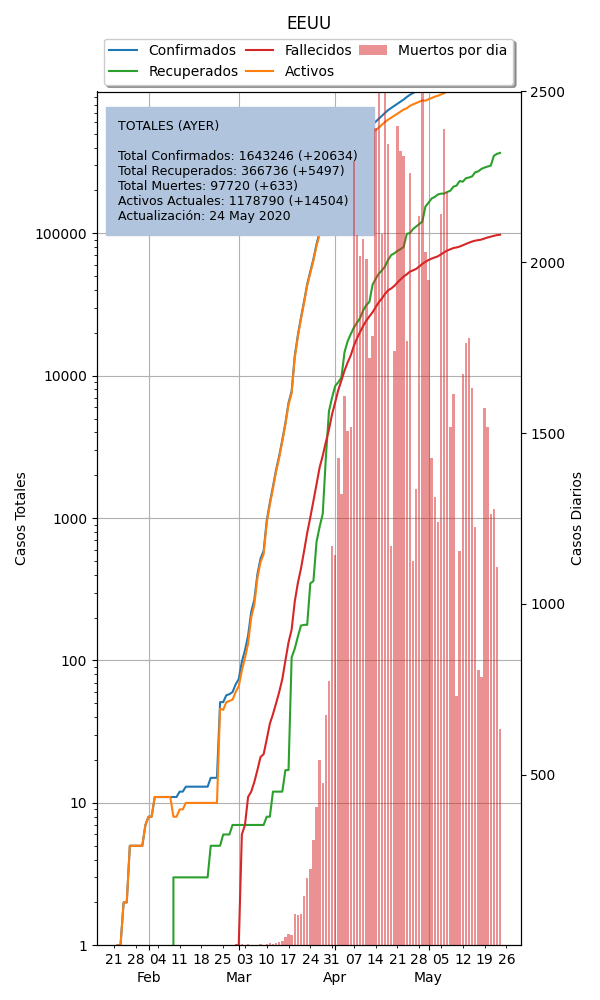 EEUU
Confirmados Fallecidos Muertos por dia
Recuperados Activos
TOTALES (AYER)
Total Confirmados: 1643246 (+20634)
Total Recuperados: 366736 (+5497)
Total Muertes: 97720 (+633)
Activos Actuales: 1178790 (+14504)
Actualización: 24 May 2020
100000
10000
1000
100
10
1
Casos Totales
2500
2000
1500
1000
500
Casos Diarios
21 28 04 11 18 25 03 10 17 24 31 07 14 21 28 05 12 19 26
Feb Mar Apr May